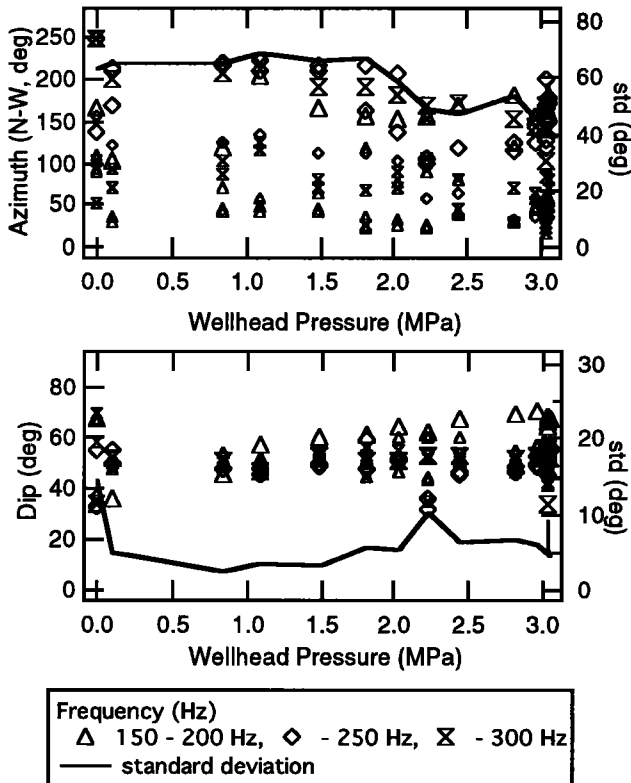 250
200
150
100
50
0
Azimuth (N-W, deg)
80
60
40
20
0
std (deg)
0.0 0.5 1.0 1.5 2.0 2.5 3.0
Wellhead Pressure (MPa)
80
60
40
20
0
Dip (deg)
30
20
10
0
std (deg)
0.0 0.5 1.0 1.5 2.0 2.5 3.0
Wellhead Pressure (MPa)
Frequency (Hz)
150 - 200 Hz, - 250 Hz, - 300 Hz
standard deviation